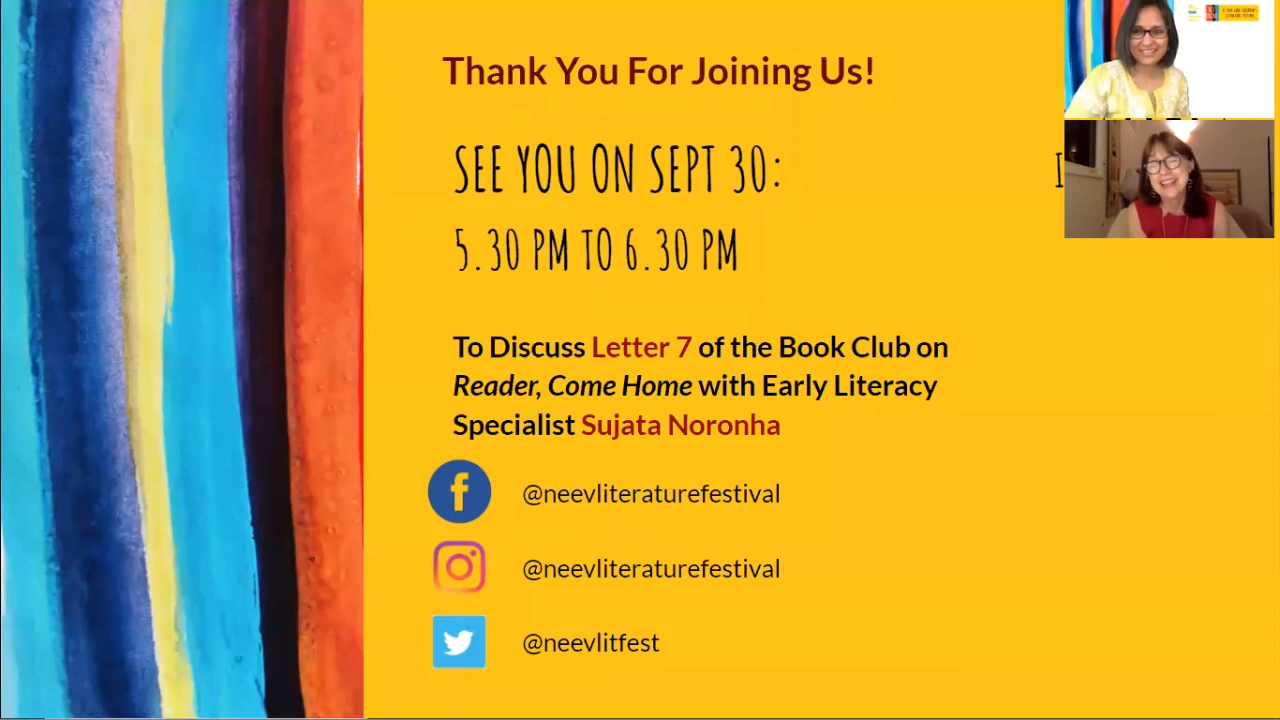 Thank You For Joining Us!
SEE YOU ON SEPT 30:
5.30 PM TO 6.30 PM
To Discuss Letter 7 of the Book Club on
Reader, Come Home with Early Literacy
Specialist Sujata Noronha
@neevliteraturefestival
@neevliteraturefestival
@neevlitfest